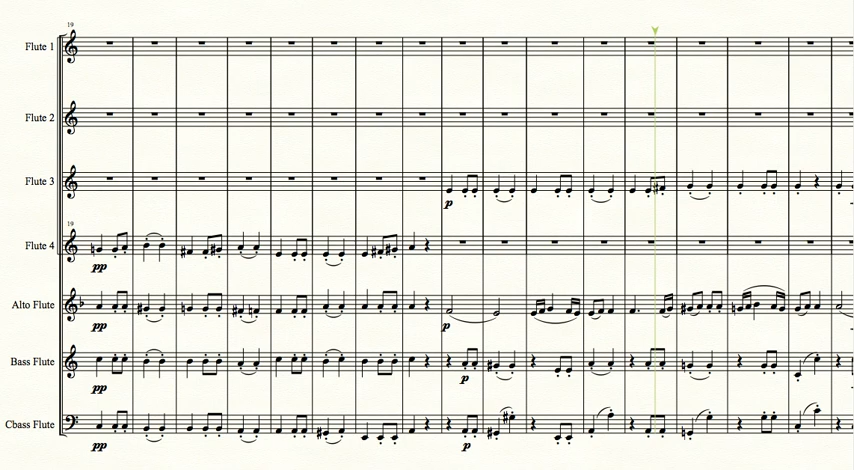 19
Flute 1
Flute 2
Flute 3
p
19
Flute 4
pp
Alto Flute
pp p
Bass Flute
pp p
Cbass Flute
pp p